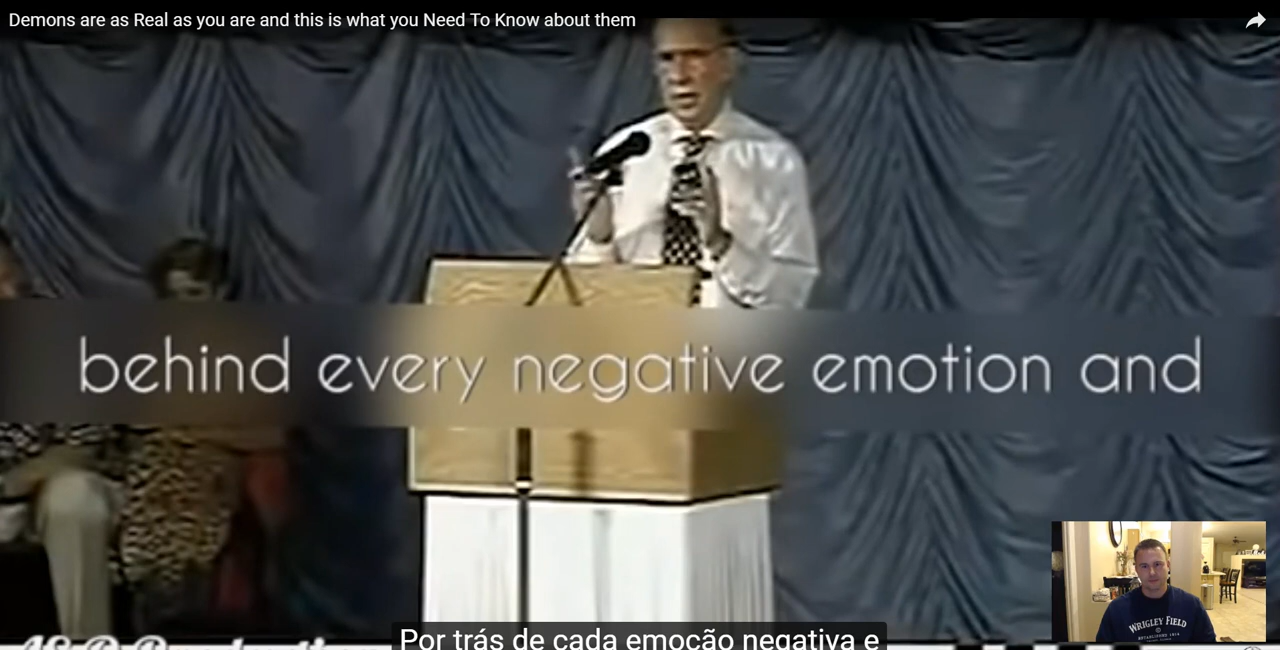 Demons are as Real as you are and this is what you Need To Know about them
behind every negative emotion and
WRIGLEY FIELD
Por trás de cada emoção negativa e